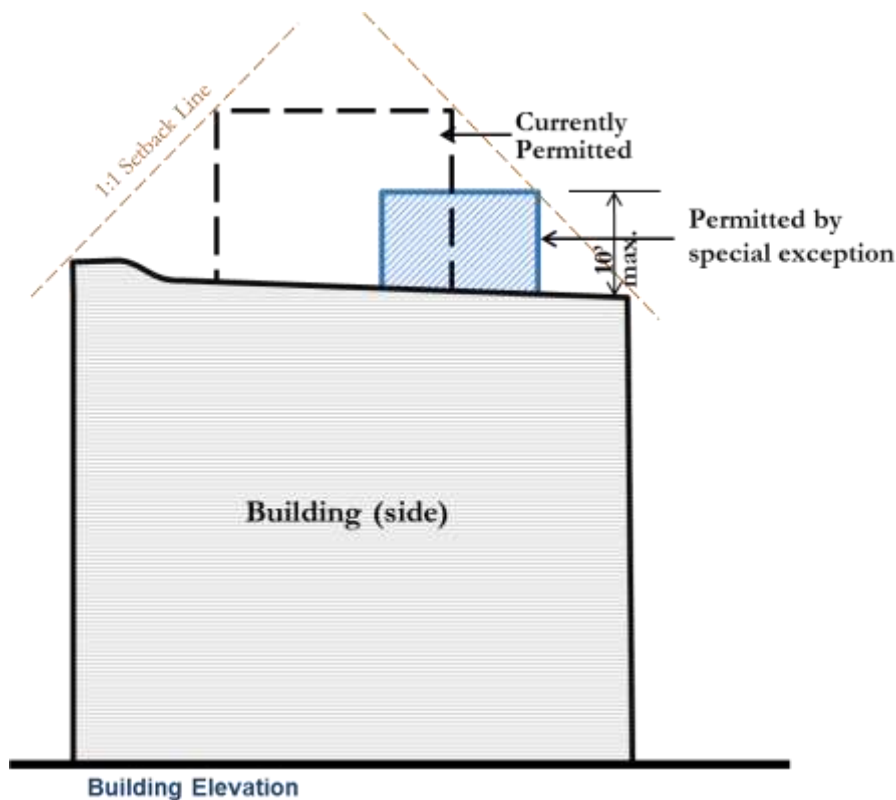 1:1 Setback Line
Currently
Permitted
10'
max.
Permitted by
special exception
Building (side)
Building Elevation